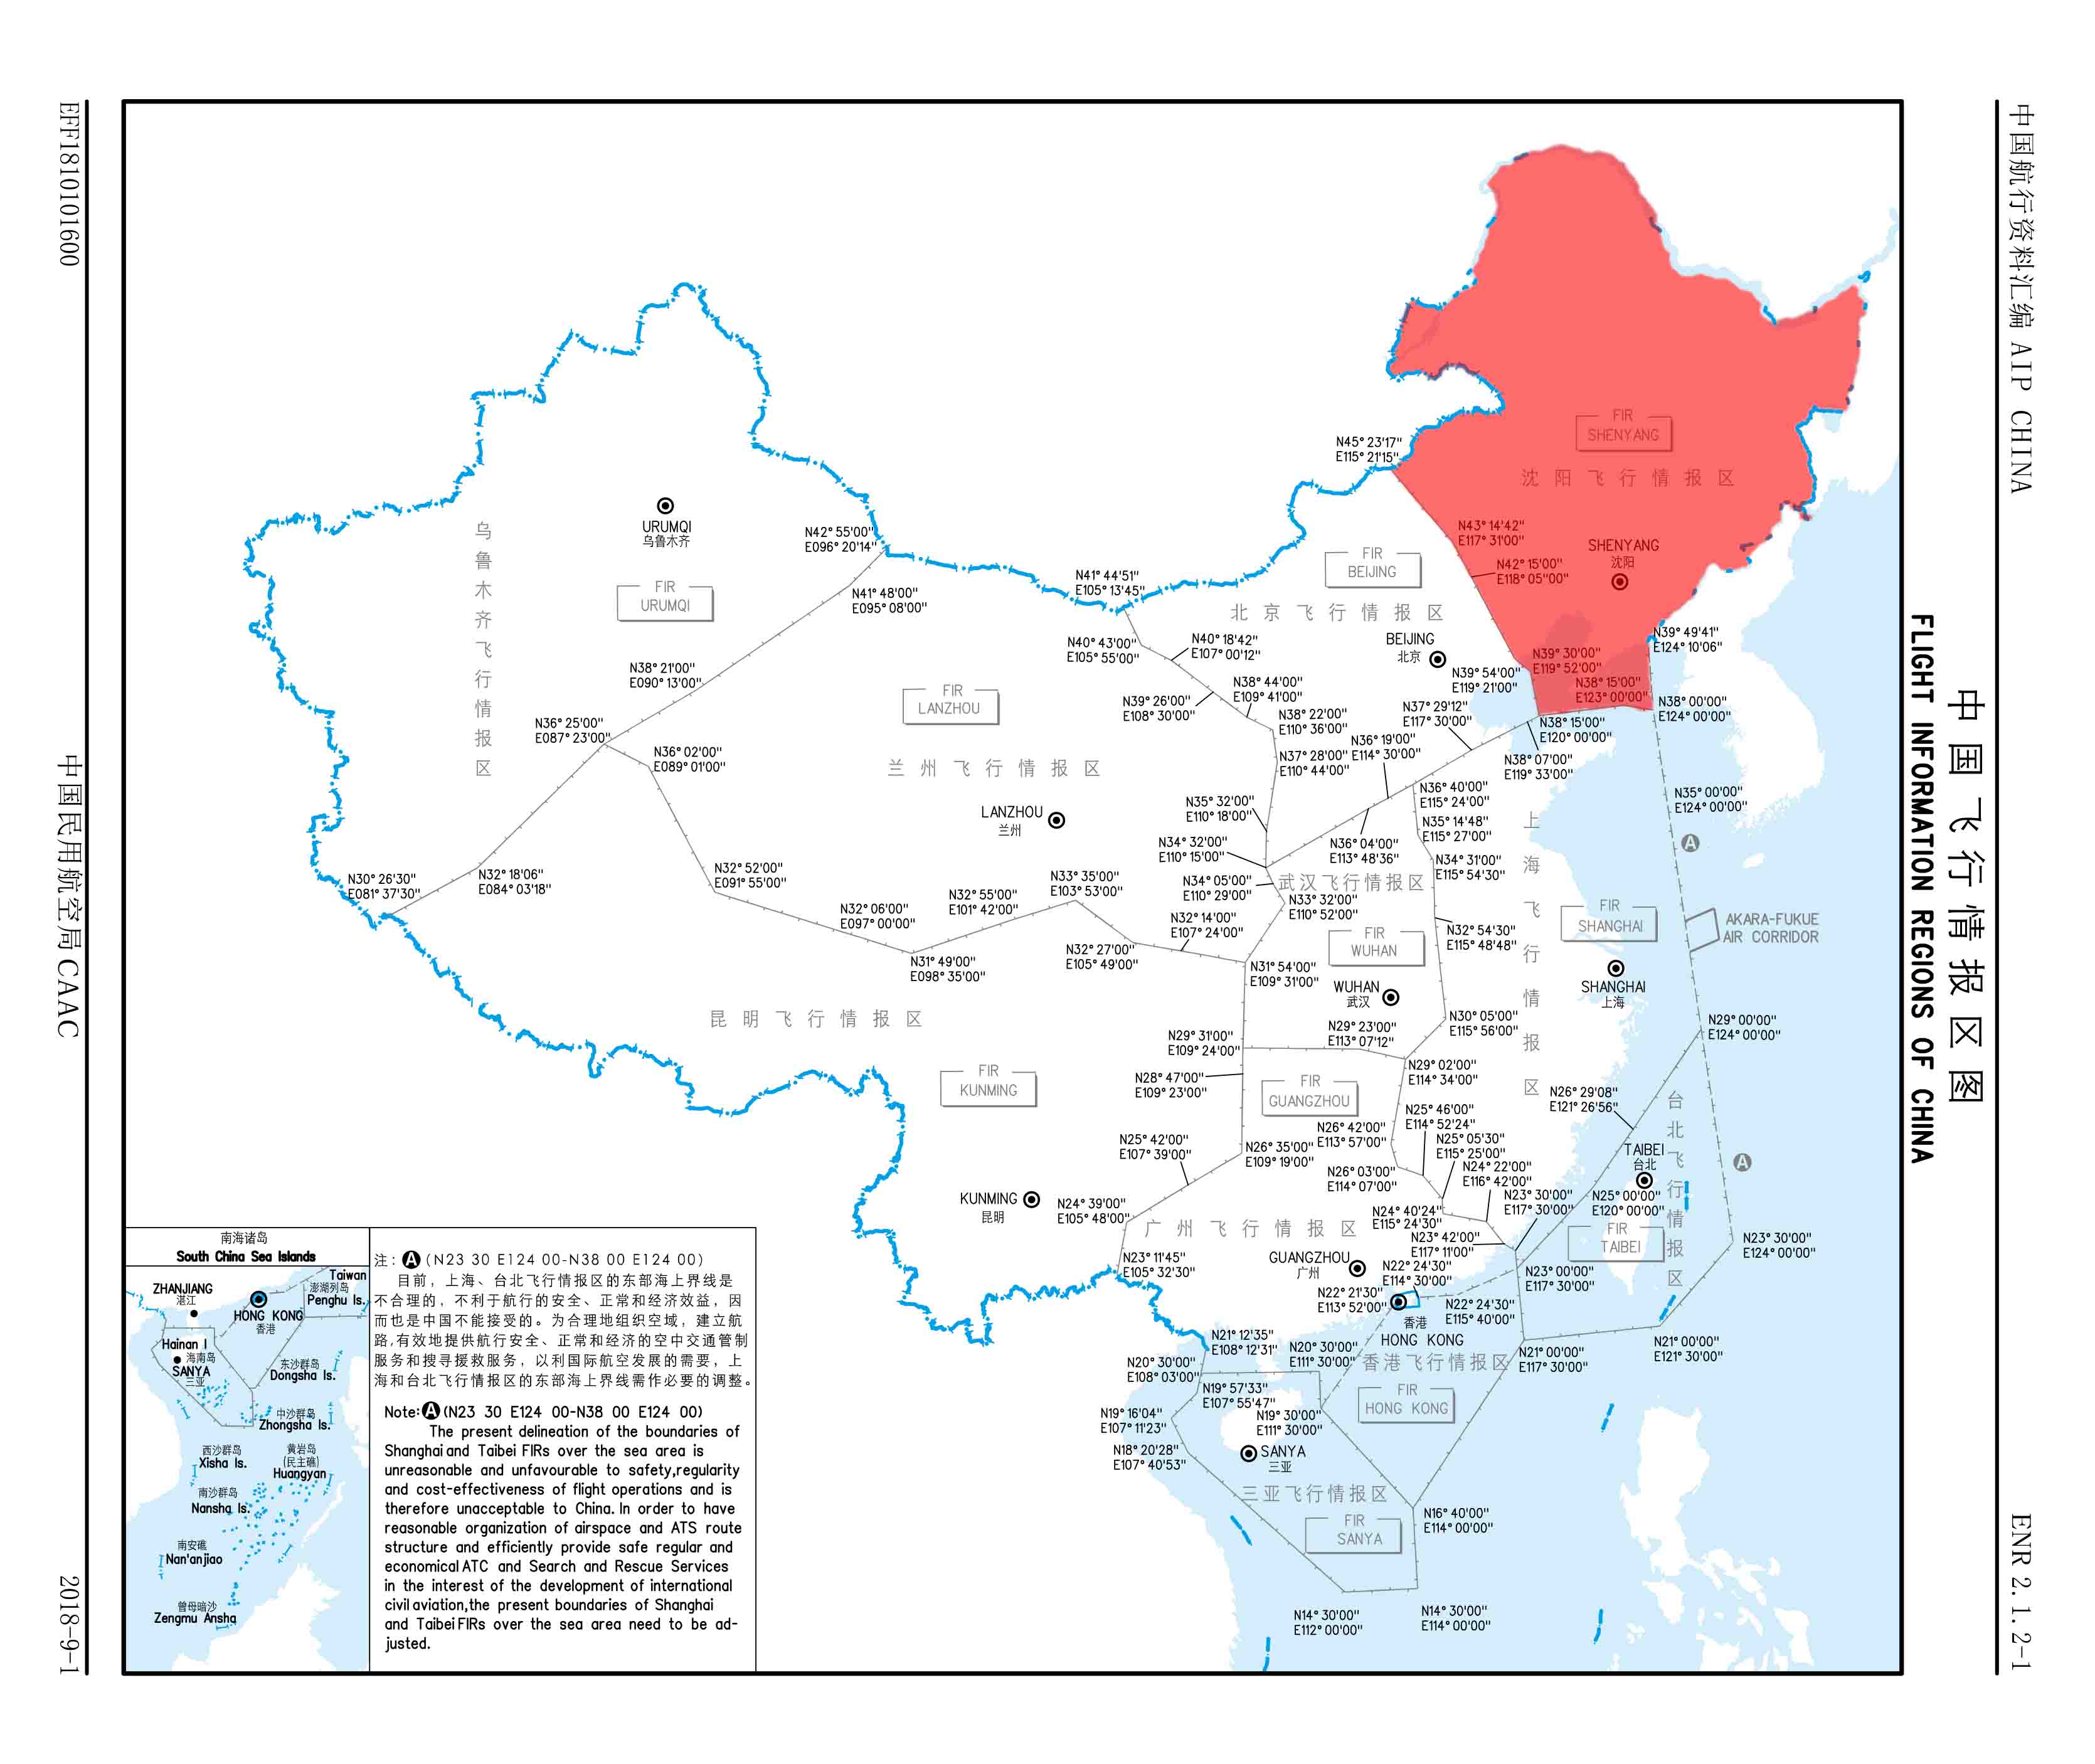 中国航行资料汇编 AIP CHINA
ENR 2.1.2-1
中国飞行情报区图
FLIGHT INFORMATION REGIONS OF CHINA
EFF1810101600
中国民用航空局CAAC
2018-9-1
FIR
SHENYANG
沈阳飞行情报区
N45° 23'17"
E115° 21'15"
N43° 14'42"
E117° 31'00"
N42° 15'00"
E118° 05'00"
SHENYANG
沈阳
URUMQI
乌鲁木齐
乌鲁木齐飞行情报区
FIR
URUMQI
N42° 55'00"
E096° 20'14"
N41° 48'00"
E095° 08'00"
N41° 44'51"
E105° 13'45"
FIR
BEIJING
北京飞行情报区
BEIJING
北京
N40° 43'00"
E105° 55'00"
N40° 18'42"
E107° 00'12"
N39° 49'41"
E124° 10'06"
N39° 30'00"
E119° 52'00"
N39° 54'00"
E119° 21'00"
N38° 15'00"
E123° 00'00"
N38° 00'00"
E124° 00'00"
N38° 21'00"
E090° 13'00"
FIR
LANZHOU
N39° 26'00"
E108° 30'00"
N38° 44'00"
E109° 41'00"
N38° 22'00"
E110° 36'00"
N37° 29'12"
E117° 30'00"
N38° 15'00"
E120° 00'00"
N36° 25'00"
E087° 23'00"
N36° 02'00"
E089° 01'00"
N37° 28'00"
E110° 44'00"
N36° 19'00"
E114° 30'00"
N38° 07'00"
E119° 33'00"
兰州飞行情报区
LANZHOU
兰州
N36° 40'00"
E115° 24'00"
N35° 00'00"
E124° 00'00"
N35° 32'00"
E110° 18'00"
N35° 14'48"
E115° 27'00"
N34° 32'00"
E110° 15'00"
N36° 04'00"
E113° 48'36"
A
上海飞行情报区
N34° 31'00"
E115° 54'30"
N30° 26'30"
E081° 37'30"
N32° 18'06"
E084° 03'18"
N32° 52'00"
E091° 55'00"
N33° 35'00"
E103° 53'00"
N32° 55'00"
E101° 42'00"
N34° 05'00"
E110° 29'00"
武汉飞行情报区
N33° 32'00"
E110° 52'00"
N32° 06'00"
E097° 00'00"
N32° 14'00"
E107° 24'00"
FIR
SHANGHAI
AKARA-FUKUE
AIR CORRIDOR
N32° 54'30"
E115° 48'48"
FIR
WUHAN
N31° 49'00"
E098° 35'00"
N32° 27'00"
E105° 49'00"
N31° 54'00"
E109° 31'00"
WUHAN
武汉
SHANGHAI
上海
昆明飞行情报区
N30° 05'00"
E115° 56'00"
N29° 00'00"
E124° 00'00"
N29° 31'00"
E109° 24'00"
N29° 23'00"
E113° 07'12"
FIR
KUNMING
N28° 47'00"
E109° 23'00"
FIR
GUANGZHOU
N29° 02'00"
E114° 34'00"
N26° 29'08"
E121° 26'56"
台北飞行情报区
N25° 46'00"
E114° 52'24"
N26° 42'00"
E113° 57'00"
N25° 05'30"
E115° 25'00"
N25° 42'00"
E107° 39'00"
N26° 35'00"
E109° 19'00"
N26° 03'00"
E114° 07'00"
N24° 22'00"
E116° 42'00"
TAIBEI
台北
A
KUNMING
昆明
N24° 39'00"
E105° 48'00"
N23° 30'00"
E117° 30'00"
N25° 00'00"
E120° 00'00"
广州飞行情报区
N24° 40'24"
E115° 24'30"
FIR
TAIBEI
N23° 30'00"
E124° 00'00"
N23° 42'00"
E117° 11'00"
N23° 11'45"
E105° 32'30"
GUANGZHOU
广州
N22° 24'30"
E114° 30'00"
N23° 00'00"
E117° 30'00"
N22° 21'30"
E113° 52'00"
N22° 24'30"
E115° 40'00"
香港
HONG KONG
N21° 12'35"
E108° 12'31"
N20° 30'00"
E111° 30'00"
香港飞行情报区
N21° 00'00"
E117° 30'00"
N21° 00'00"
E121° 30'00"
N20° 30'00"
E108° 03'00"
N19° 57'33"
E107° 55'47"
FIR
HONG KONG
N19° 16'04"
E107° 11'23"
N19° 30'00"
E111° 30'00"
N18° 20'28"
E107° 40'53"
SANYA
三亚
三亚飞行情报区
N16° 40'00"
E114° 00'00"
FIR
SANYA
N14° 30'00"
E112° 00'00"
N14° 30'00"
E114° 00'00"
南海诸岛
South China Sea Islands
ZHANJIANG
湛江
Taiwan
澎湖列岛
Penghu Is.
HONG KONG
香港
Hainan I
海南岛
SANYA
三亚
东沙群岛
Dongsha Is.
中沙群岛
Zhongsha Is.
西沙群岛
Xisha Is.
黄岩岛
(民主礁)
Huangyan
南沙群岛
Nansha Is.
南安礁
Nan'anjiao
曾母暗沙
Zengmu Ansha
注: A (N23 30 E124 00-N38 00 E124 00)
目前，上海、台北飞行情报区的东部海上界线是
不合理的，不利于航行的安全、正常和经济效益，因
而也是中国不能接受的。为合理地组织空域，建立航
路,有效地提供航行安全、正常和经济的空中交通管制
服务和搜寻援救服务，以利国际航空发展的需要，上
海和台北飞行情报区的东部海上界线需作必要的调整。
Note: A (N23 30 E124 00-N38 00 E124 00)
The present delineation of the boundaries of
Shanghai and Taibei FIRs over the sea area is
unreasonable and unfavourable to safety,regularity
and cost-effectiveness of flight operations and is
therefore unacceptable to China. In order to have
reasonable organization of airspace and ATS route
structure and efficiently provide safe regular and
economical ATC and Search and Rescue Services
in the interest of the development of international
civil aviation,the present boundaries of Shanghai
and Taibei FIRs over the sea area need to be ad-
justed.